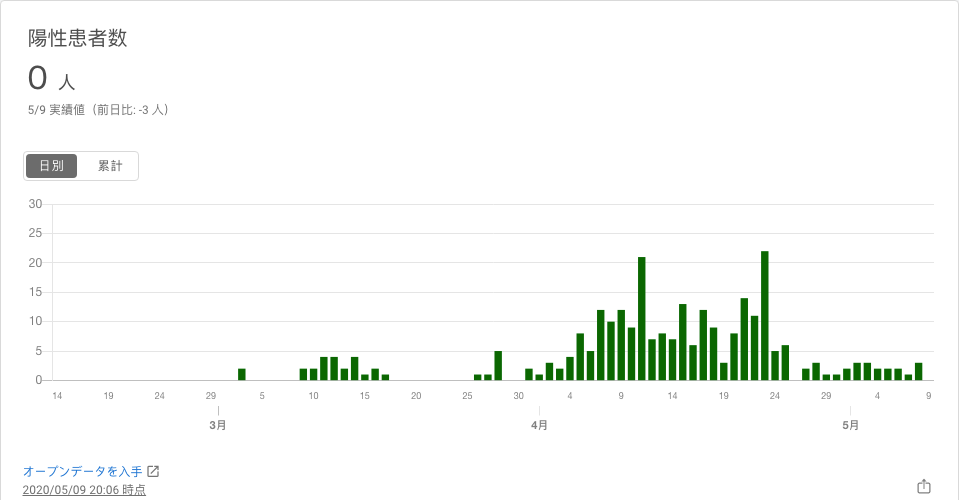 陽性患者数
0 人
5/9 実績値（前日比: -3 人）
日別 累計
30
25
20
15
10
5
0
14 19 24 29 5 10 15 20 25 30 4 9 14 19 24 29 4 9
3月 4月 5月
オープンデータを入手
2020/05/09 20:06 時点